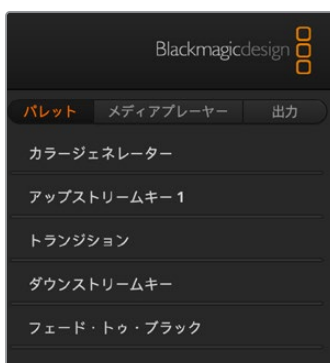 Blackmagicdesign
パレット メディアプレーヤー 出力
カラージェネレーター
アップストリームキー 1
トランジション
ダウンストリームキー
フェード・トゥ・ブラック